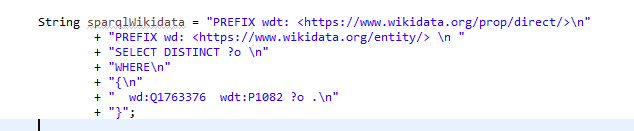 String sparqlWikidata = "PREFIX wdt: <https://www.wikidata.org/prop/direct/>\n"
+ "PREFIX wd: <https://www.wikidata.org/entity/> \n "
+ "SELECT DISTINCT ?o \n"
+ "WHERE\n"
+ "{\n"
+ "  wd:Q1763376  wdt:P1082 ?o .\n"
+ "}";